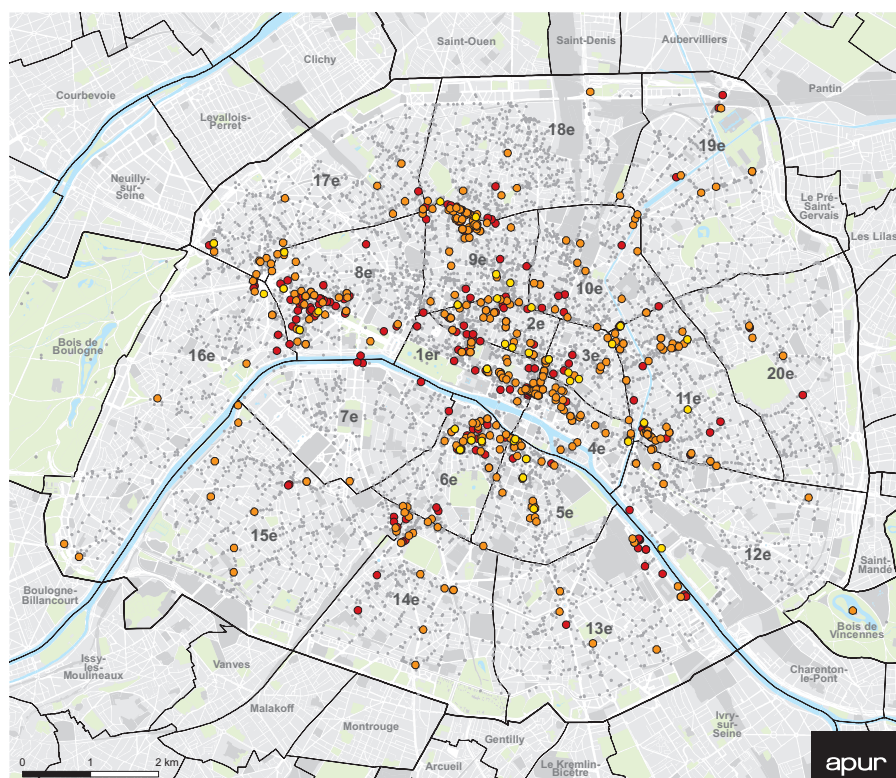 Saint-Ouen
Saint-Denis
Aubervilliers
Clichy
Courbevoie
Pantin
Levallois-
Perret
18e
19e
Neuilly-
sur-
Seine
17e
Le Pré-
Saint-
Gervais
Les Lilas
9e
8e
10e
2e
Bois de
Boulogne
16e
1er
3e
20e
11e
7e
4e
6e
5e
15e
12e
Saint-
Mandé
Boulogne-
Billancourt
14e
13e
Bois de
Vincennes
Issy-
les-
Moulineaux
Vanves
Charenton-
le-Pont
Malakoff
Montrouge
Ivry-
sur-
Seine
Gentilly
Arcueil
Le Kremlin-
Bicêtre
0 1 2 km
apur